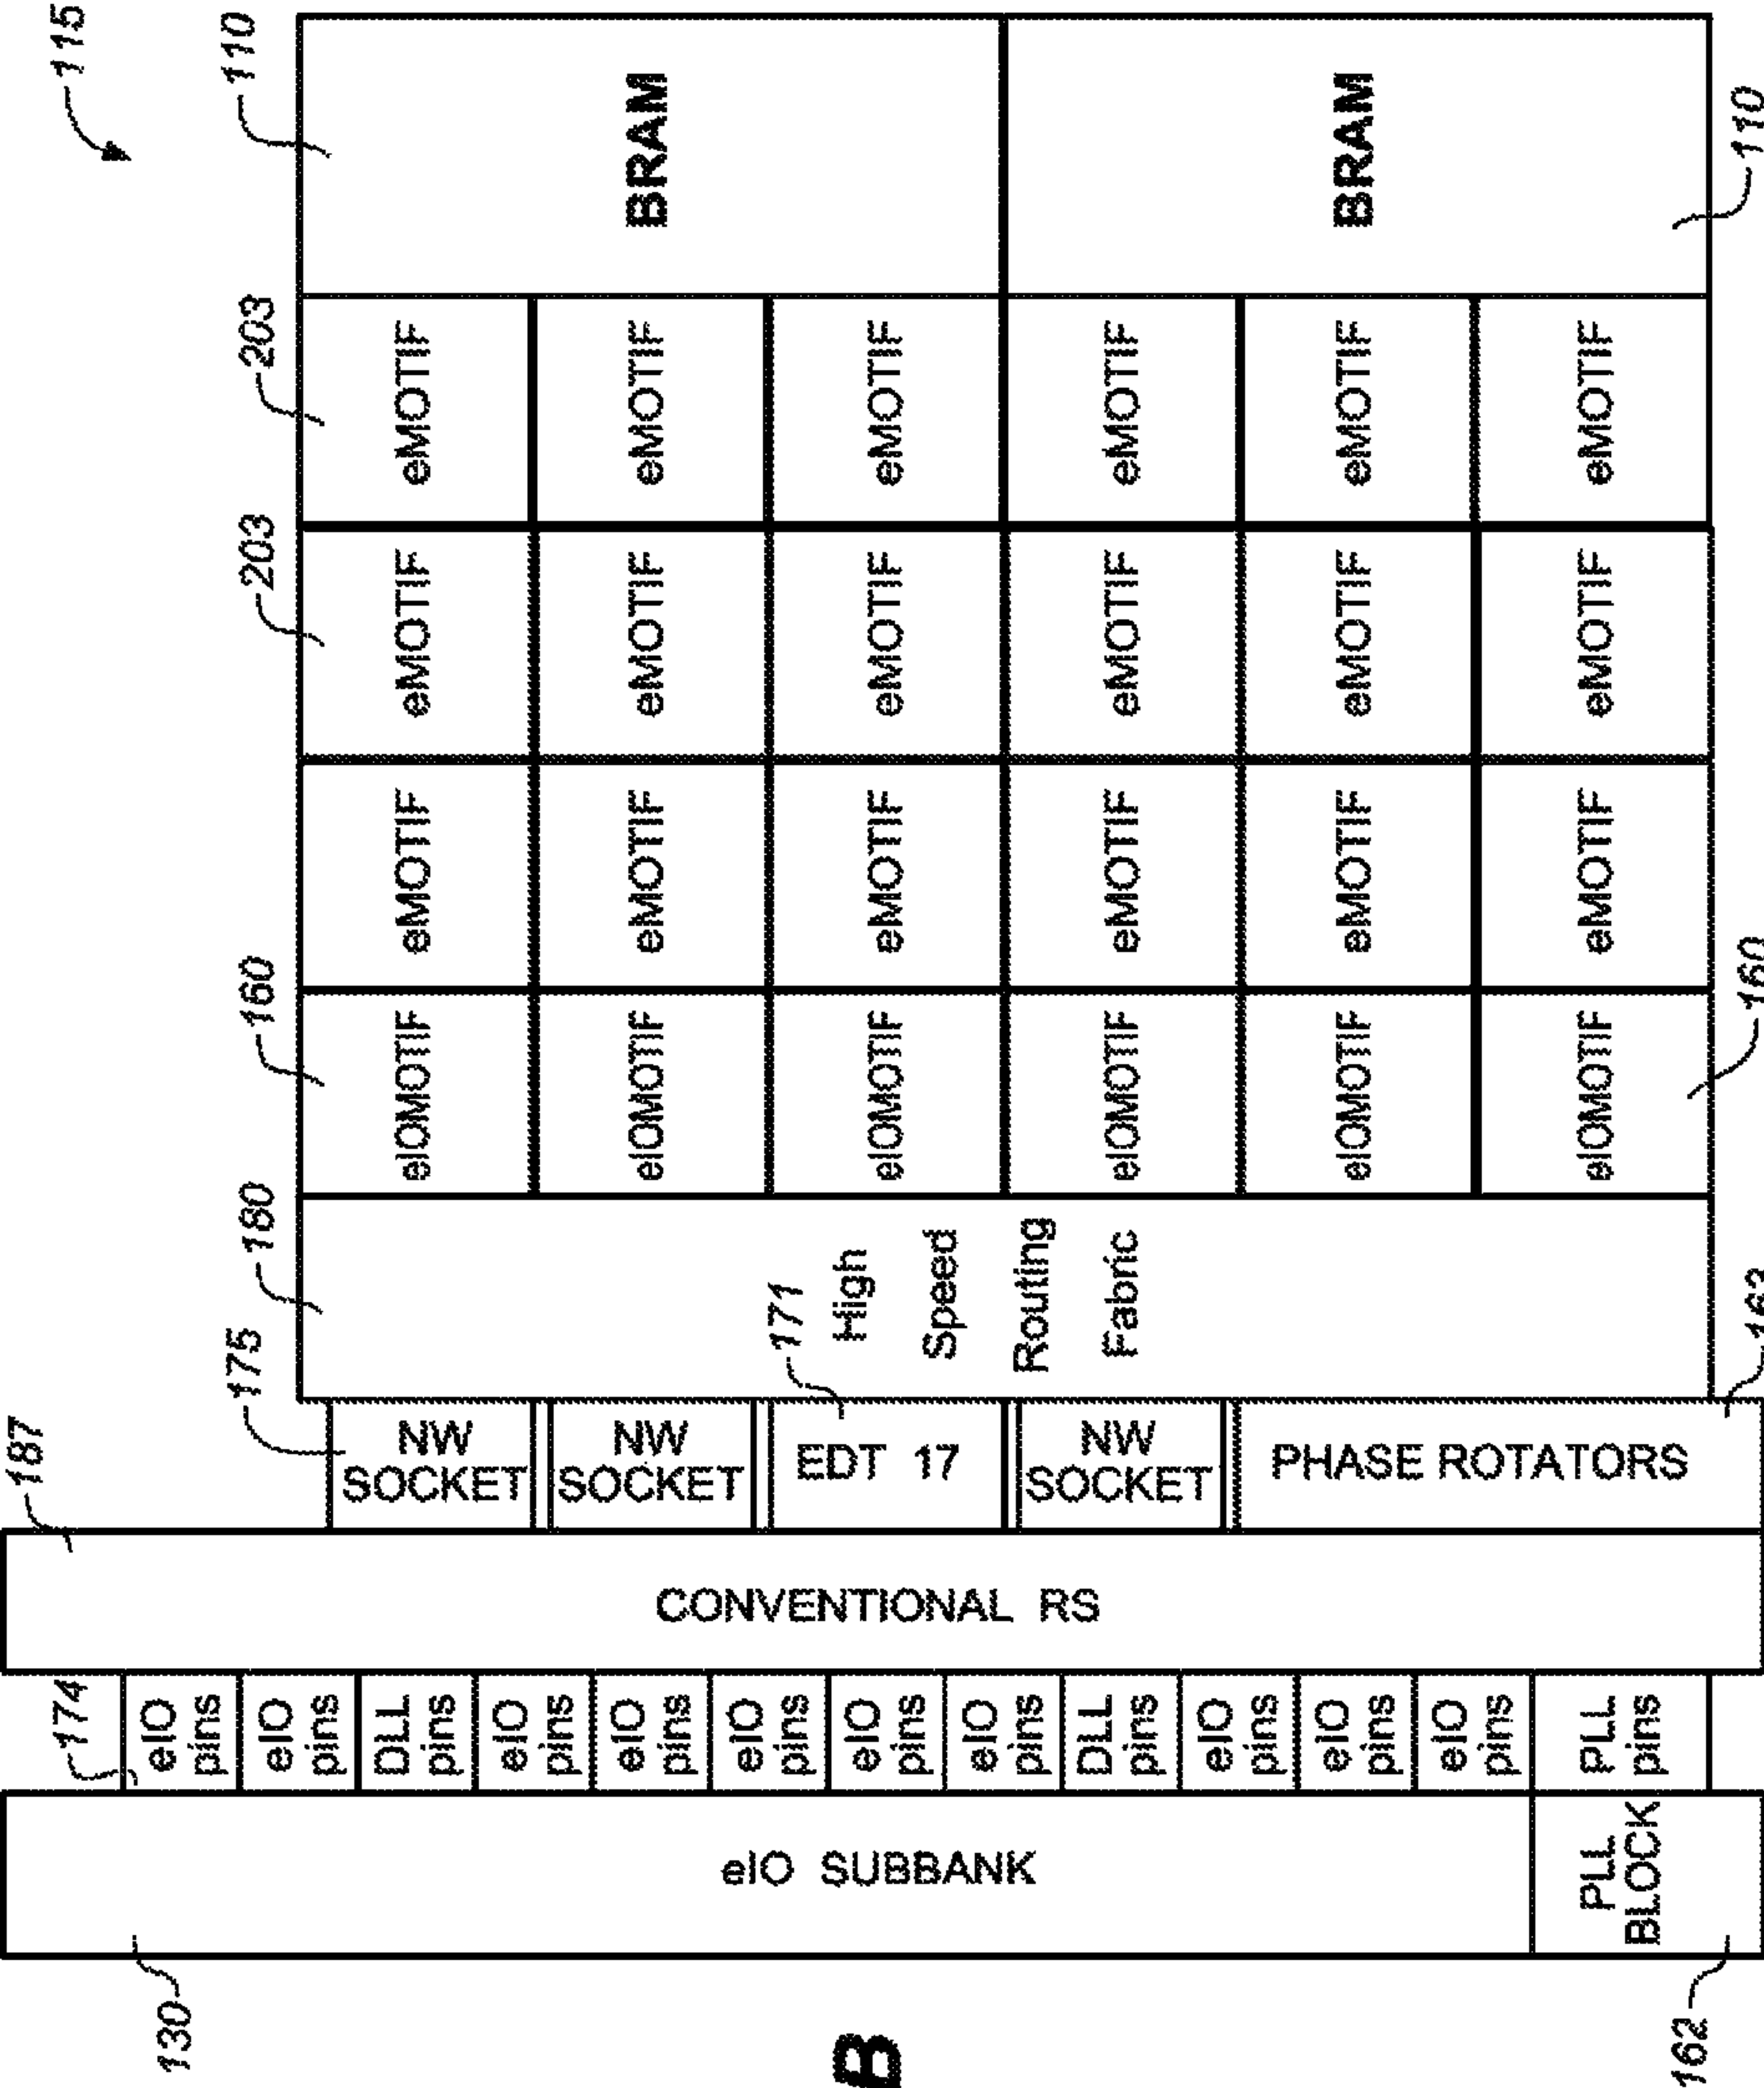 115
110
BRAM
BRAM
110
203
eMOTIF
eMOTIF
eMOTIF
eMOTIF
eMOTIF
eMOTIF
203
eMOTIF
eMOTIF
eMOTIF
eMOTIF
eMOTIF
eMOTIF
eMOTIF
eMOTIF
eMOTIF
eMOTIF
eMOTIF
eMOTIF
160
eIOMOTIF
eIOMOTIF
eIOMOTIF
eIOMOTIF
eIOMOTIF
eIOMOTIF
160
180
High
Speed
Routing
Fabric
175
NW
SOCKET
NW
SOCKET
171
EDT 17
NW
SOCKET
PHASE ROTATORS
163
187
CONVENTIONAL RS
174
eIO
pins
eIO
pins
DLL
pins
eIO
pins
eIO
pins
eIO
pins
eIO
pins
eIO
pins
DLL
pins
eIO
pins
eIO
pins
eIO
pins
PLL
pins
eIO SUBBANK
PLL
BLOCK
130
162
B